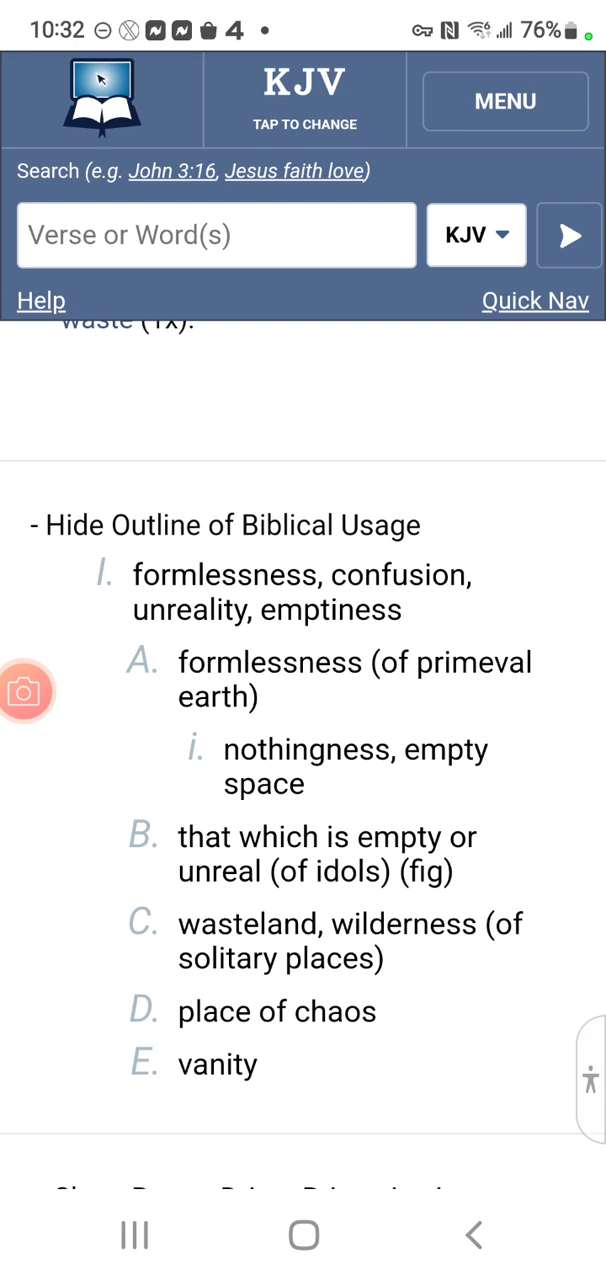 10:32 4 76%
KJV
TAP TO CHANGE
MENU
Search (e.g. John 3:16, Jesus faith love)
Verse or Word(s)
KJV
Help Quick Nav
waste (1x).
- Hide Outline of Biblical Usage
I. formlessness, confusion,
unreality, emptiness
A. formlessness (of primeval
earth)
i. nothingness, empty
space
B. that which is empty or
unreal (of idols) (fig)
C. wasteland, wilderness (of
solitary places)
D. place of chaos
E. vanity